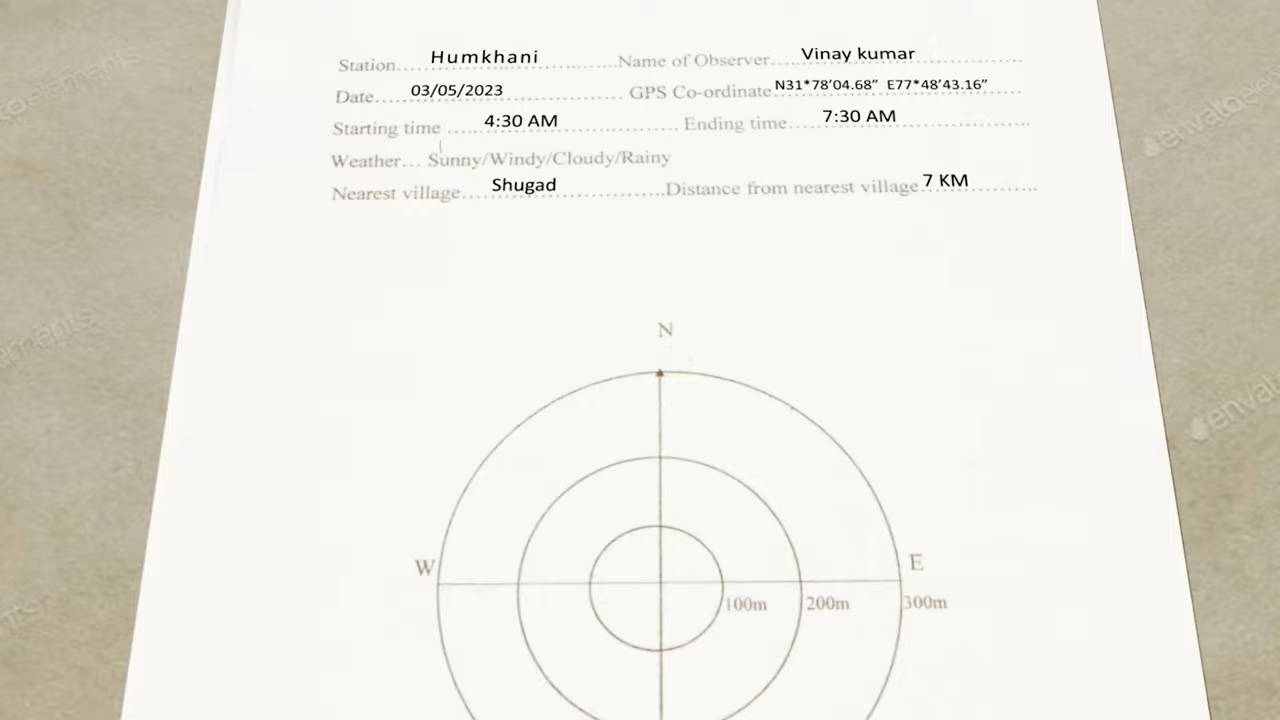 Station.... Humkhani ..............Name of Observer..... Vinay kumar ..................
Date.... 03/05/2023 ...................... GPS Co-ordinate N31*78’04.68” E77*48’43.16”
Starting time ...... 4:30 AM ...................... Ending time..... 7:30 AM ......................
Weather... Sunny/Windy/Cloudy/Rainy
Nearest village..... Shugad ..................Distance from nearest village. 7 KM ............
N
W E
100m 200m 300m
envato